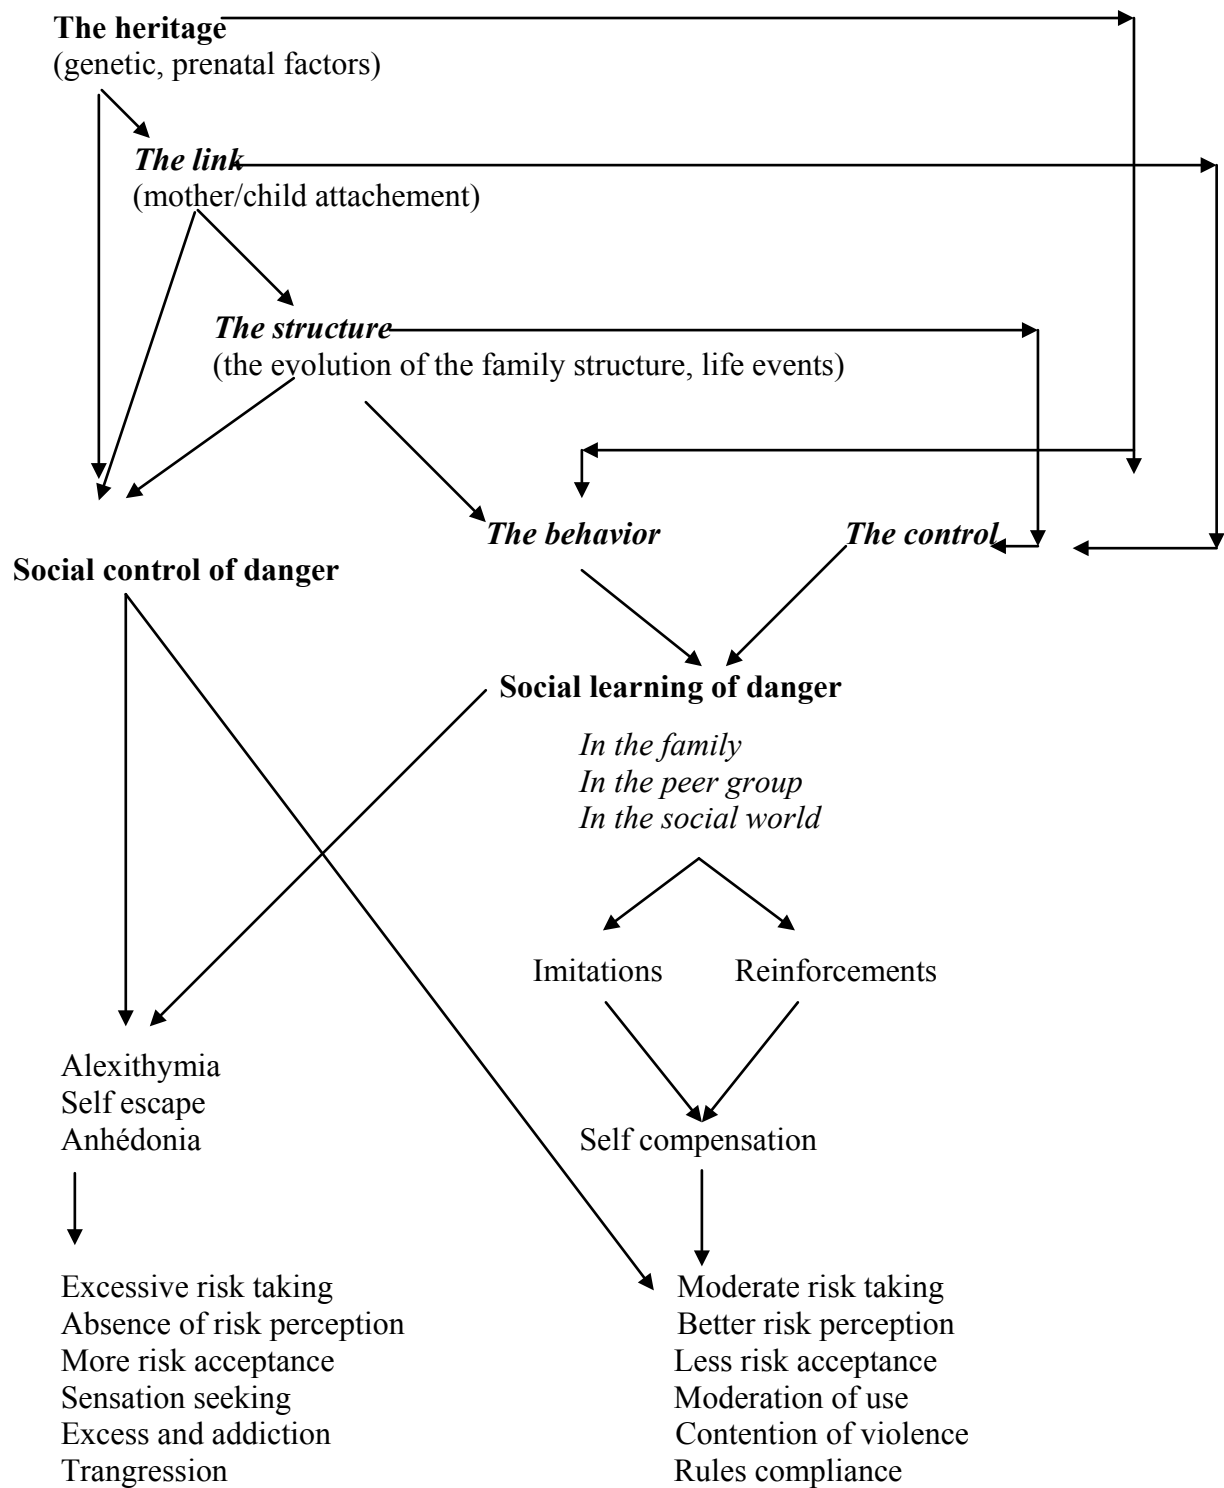 The heritage
(genetic, prenatal factors)
The link
(mother/child attachement)
The structure
(the evolution of the family structure, life events)
The behavior
The control
Social control of danger
Social learning of danger
In the family
In the peer group
In the social world
Imitations
Reinforcements
Alexithymia
Self escape
Anhédonia
Self compensation
Excessive risk taking
Absence of risk perception
More risk acceptance
Sensation seeking
Excess and addiction
Trangression
Moderate risk taking
Better risk perception
Less risk acceptance
Moderation of use
Contention of violence
Rules compliance